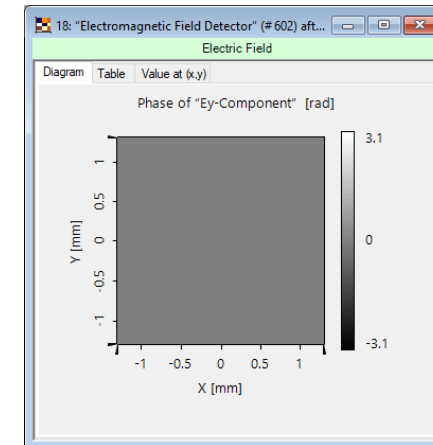 18: "Electromagnetic Field Detector" (# 602) aft...
Electric Field
Diagram Table Value at (x,y)
Phase of "Ey-Component" [rad]
3.1
0
-3.1
1
0.5
0
-0.5
-1
Y [mm]
-1 -0.5 0 0.5 1
X [mm]